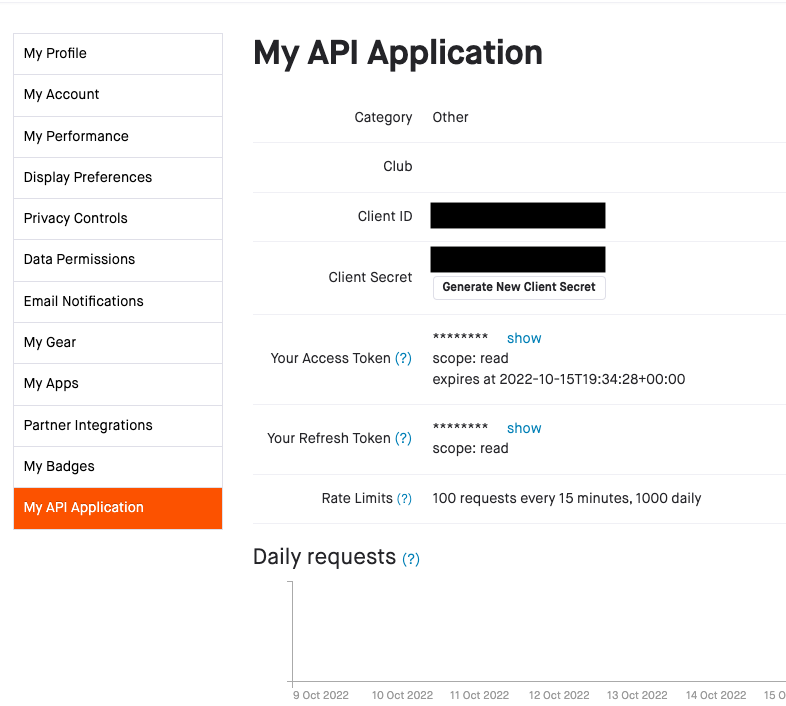 My Profile
My Account
My Performance
Display Preferences
Privacy Controls
Data Permissions
Email Notifications
My Gear
My Apps
Partner Integrations
My Badges
My API Application
My API Application
Category Other
Club
Client ID
Client Secret
Generate New Client Secret
Your Access Token (?)
******** show
scope: read
expires at 2022-10-15T19:34:28+00:00
Your Refresh Token (?)
******** show
scope: read
Rate Limits (?) 100 requests every 15 minutes, 1000 daily
Daily requests (?)
9 Oct 2022 10 Oct 2022 11 Oct 2022 12 Oct 2022 13 Oct 2022 14 Oct 2022 15 O